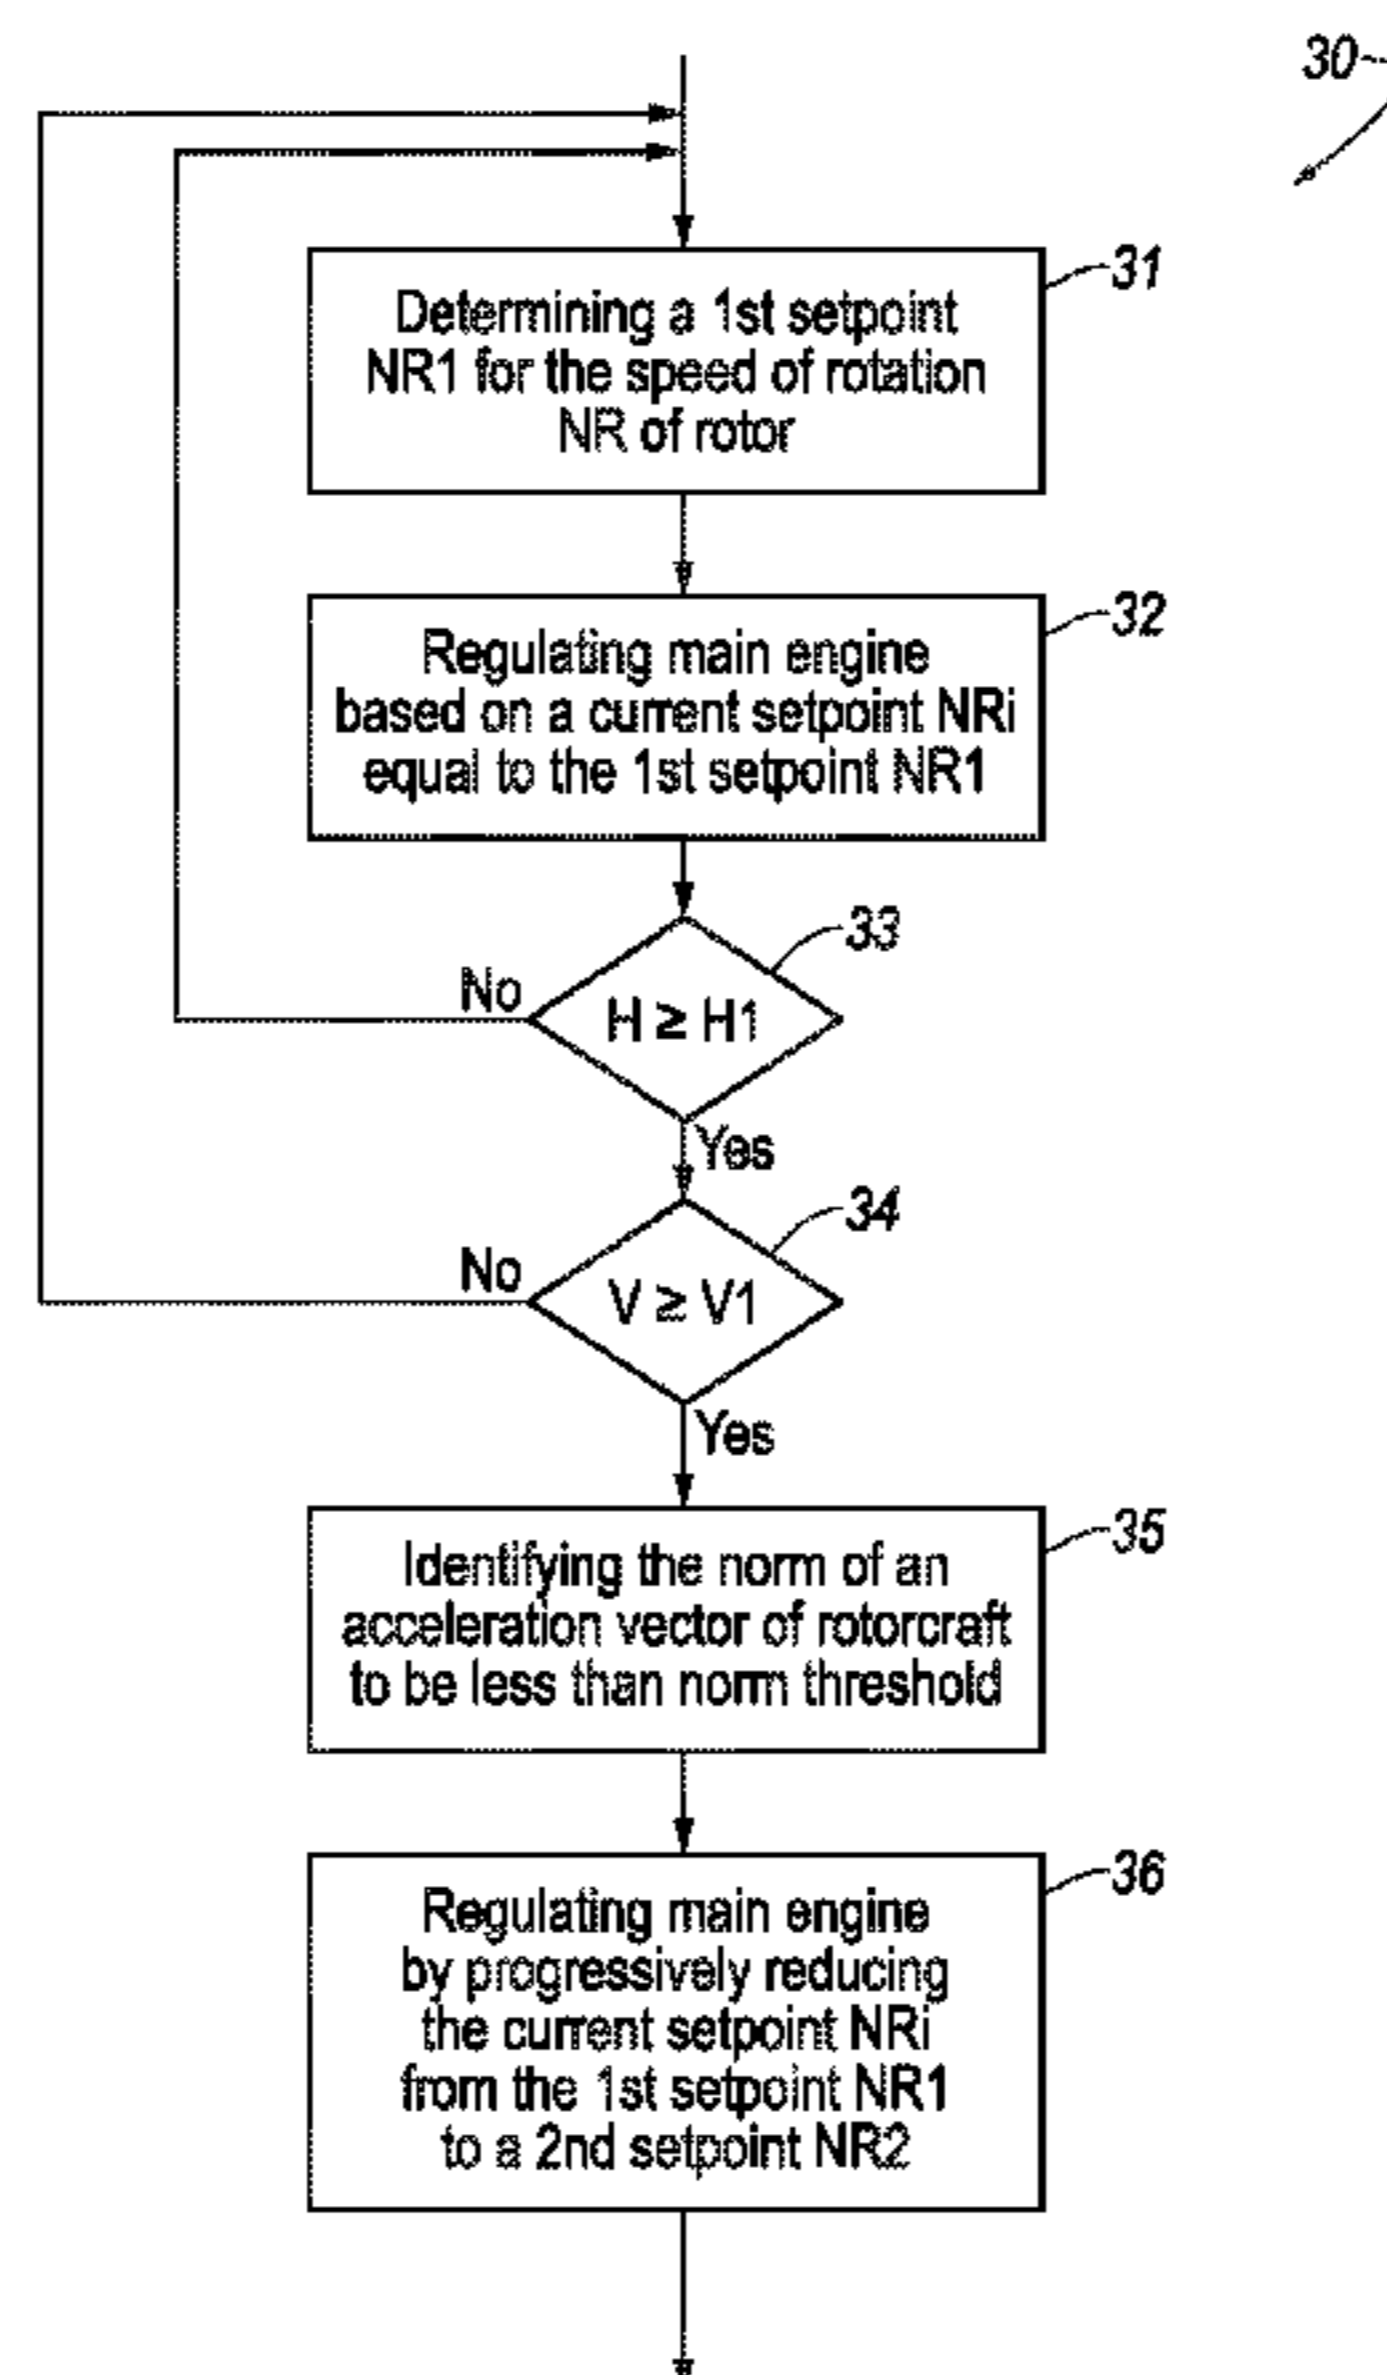 30
31
Determining a 1st setpoint
NR1 for the speed of rotation
NR of rotor
32
Regulating main engine
based on a current setpoint NRi
equal to the 1st setpoint NR1
33
No
H ≥ H1
Yes
34
No
V ≥ V1
Yes
35
Identifying the norm of an
acceleration vector of rotorcraft
to be less than norm threshold
36
Regulating main engine
by progressively reducing
the current setpoint NRi
from the 1st setpoint NR1
to a 2nd setpoint NR2